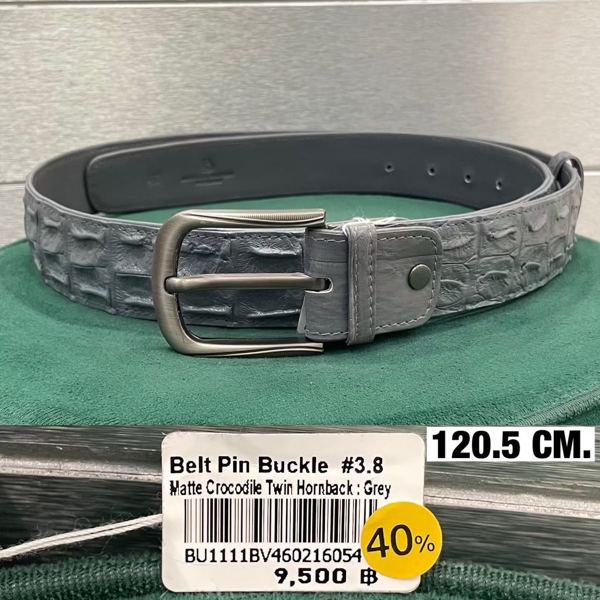 120.5 CM.
Belt Pin Buckle #3.8
Matte Crocodile Twin Hornback : Grey
BU1111BV460216054
40%
9,500 ฿